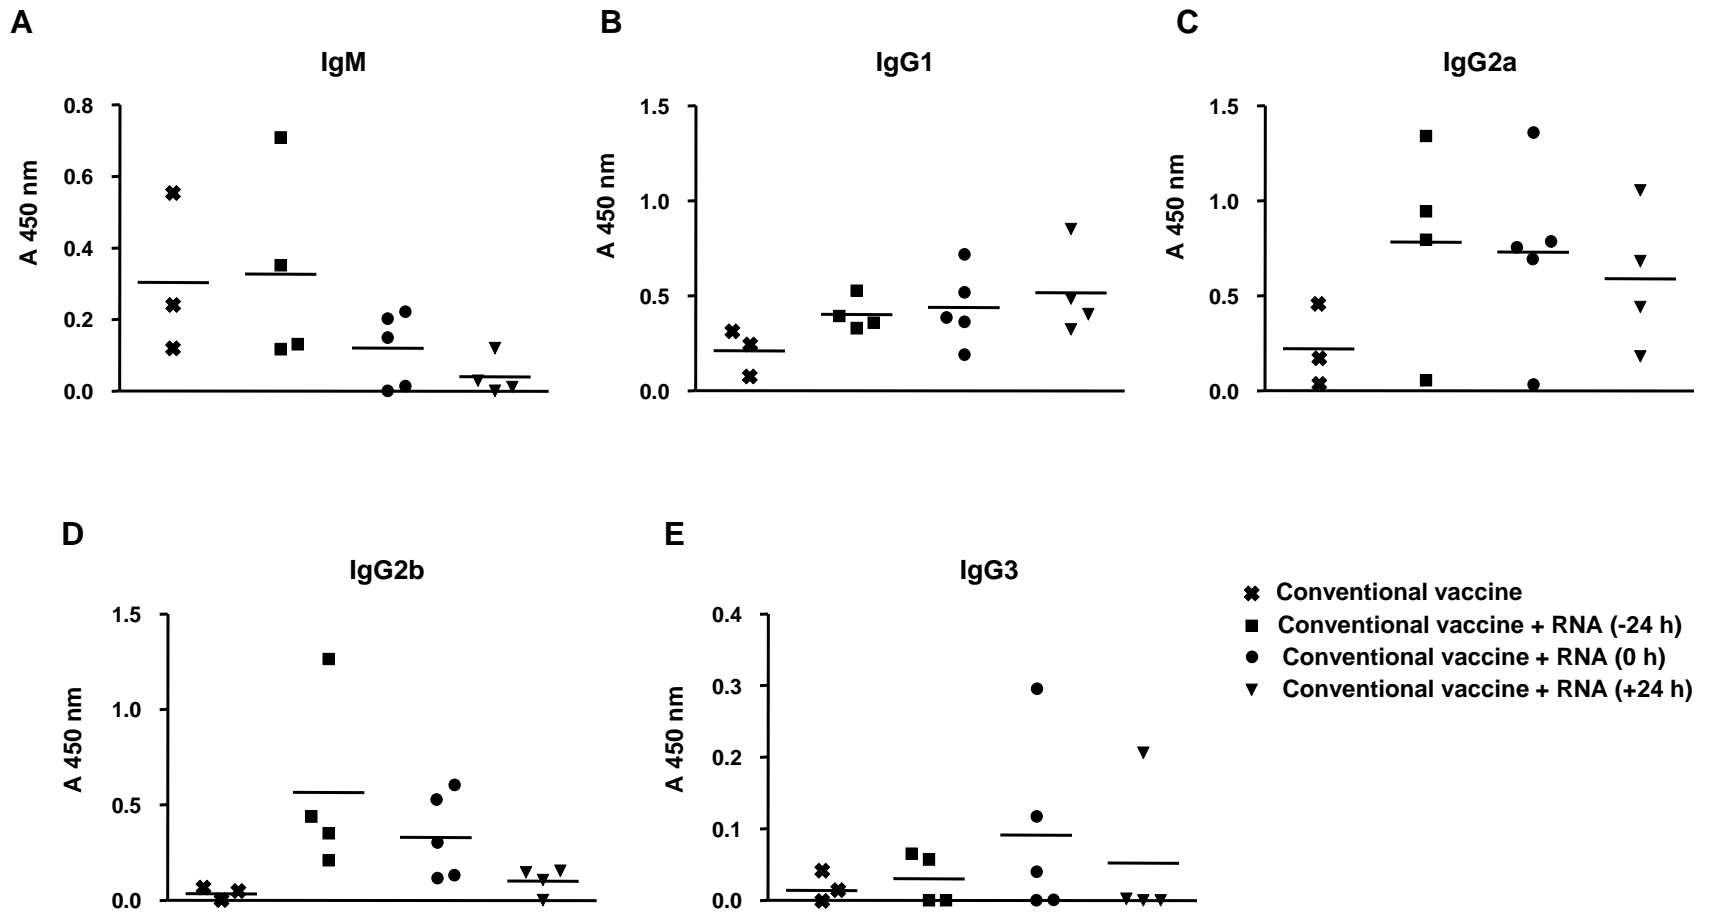 A
B
C
IgM
IgG1
IgG2a
A 450 nm
0.8
0.6
0.4
0.2
0.0
A 450 nm
1.5
1.0
0.5
0.0
A 450 nm
1.5
1.0
0.5
0.0
D
E
IgG2b
IgG3
A 450 nm
1.5
1.0
0.5
0.0
A 450 nm
0.4
0.3
0.2
0.1
0.0
Conventional vaccine
Conventional vaccine + RNA (-24 h)
Conventional vaccine + RNA (0 h)
Conventional vaccine + RNA (+24 h)